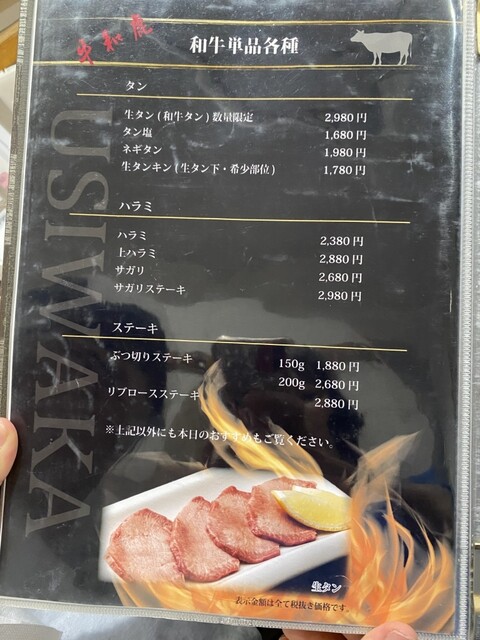 和牛単品各種
タン
生タン(和牛タン)数量限定 2,980円
タン塩 1,680円
ネギタン 1,980円
生タンキン(生タン下・希少部位) 1,780円
ハラミ
ハラミ 2,380円
上ハラミ 2,880円
サガリ 2,680円
サガリステーキ 2,980円
ステーキ
ぶつ切りステーキ 150g 1,880円
200g 2,680円
リブロースステーキ 2,880円
※上記以外にも本日のおすすめもご覧ください。
生タン
表示金額は全て税抜き価格です。
USIWAKA